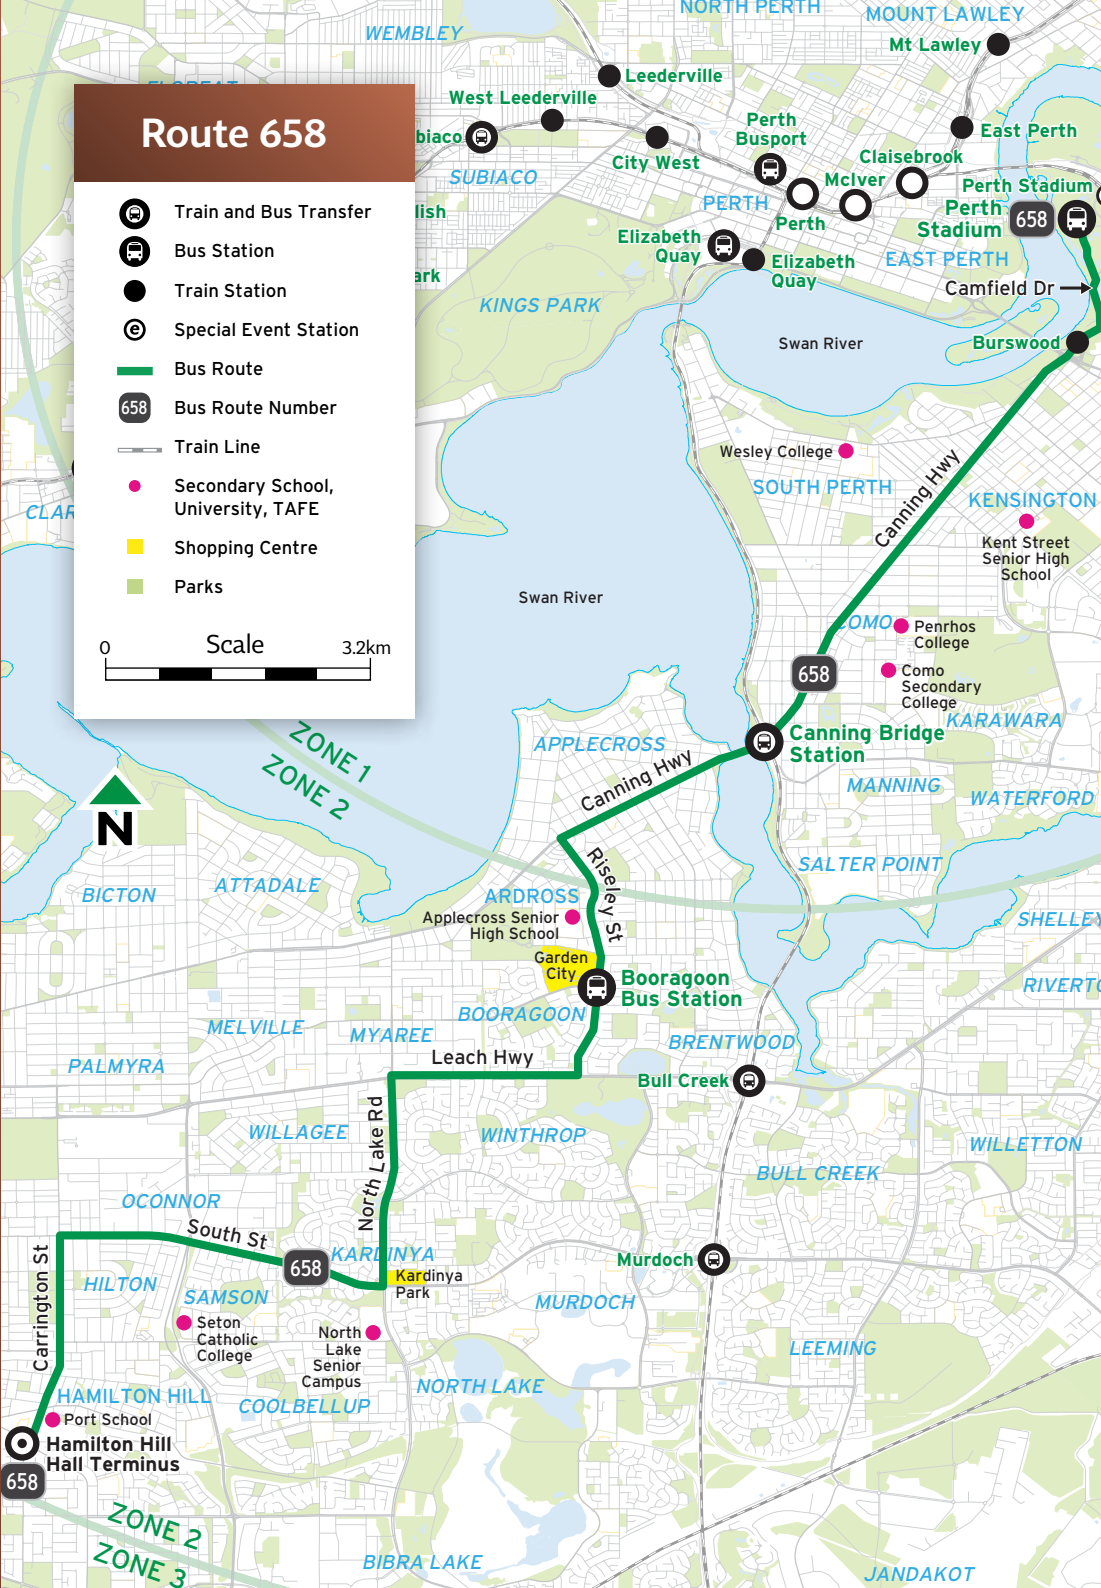 NORTH PERTH
MOUNT LAWLEY
WEMBLEY
Mt Lawley
Leederville
FLOREAT
West Leederville
Route 658
Perth
Busport
East Perth
City West
Claisebrook
SUBIACO
McIver
Perth Stadium
Train and Bus Transfer
PERTH
Perth
Perth
Stadium
658
Bus Station
Elizabeth
Quay
Elizabeth
Quay
EAST PERTH
Train Station
Camfield Dr
KINGS PARK
Special Event Station
e
Swan River
Burswood
Bus Route
658
Bus Route Number
Train Line
Wesley College
Canning Hwy
Secondary School,
University, TAFE
SOUTH PERTH
KENSINGTON
Kent Street
Senior High
School
Shopping Centre
Parks
Swan River
COMO
Penrhos
College
0
Scale
3.2km
658
Como
Secondary
College
KARAWARA
ZONE 1
ZONE 2
APPLECROSS
Canning Bridge
Station
Canning Hwy
MANNING
WATERFORD
N
Riseley St
SALTER POINT
BICTON
ATTADALE
ARDROSS
Applecross Senior
High School
SHELLEY
Garden
City
Booragoon
Bus Station
BOORAGOON
MELVILLE
MYAREE
BRENTWOOD
Leach Hwy
PALMYRA
Bull Creek
North Lake Rd
WILLAGEE
WINTHROP
WILLETTON
BULL CREEK
OCONNOR
South St
KARDINYA
658
Kardinya
Park
Murdoch
Carrington St
HILTON
SAMSON
MURDOCH
Seton
Catholic
College
North
Lake
Senior
Campus
LEEMING
HAMILTON HILL
COOLBELLUP
NORTH LAKE
Port School
Hamilton Hill
Hall Terminus
658
ZONE 2
ZONE 3
BIBRA LAKE
JANDAKOT